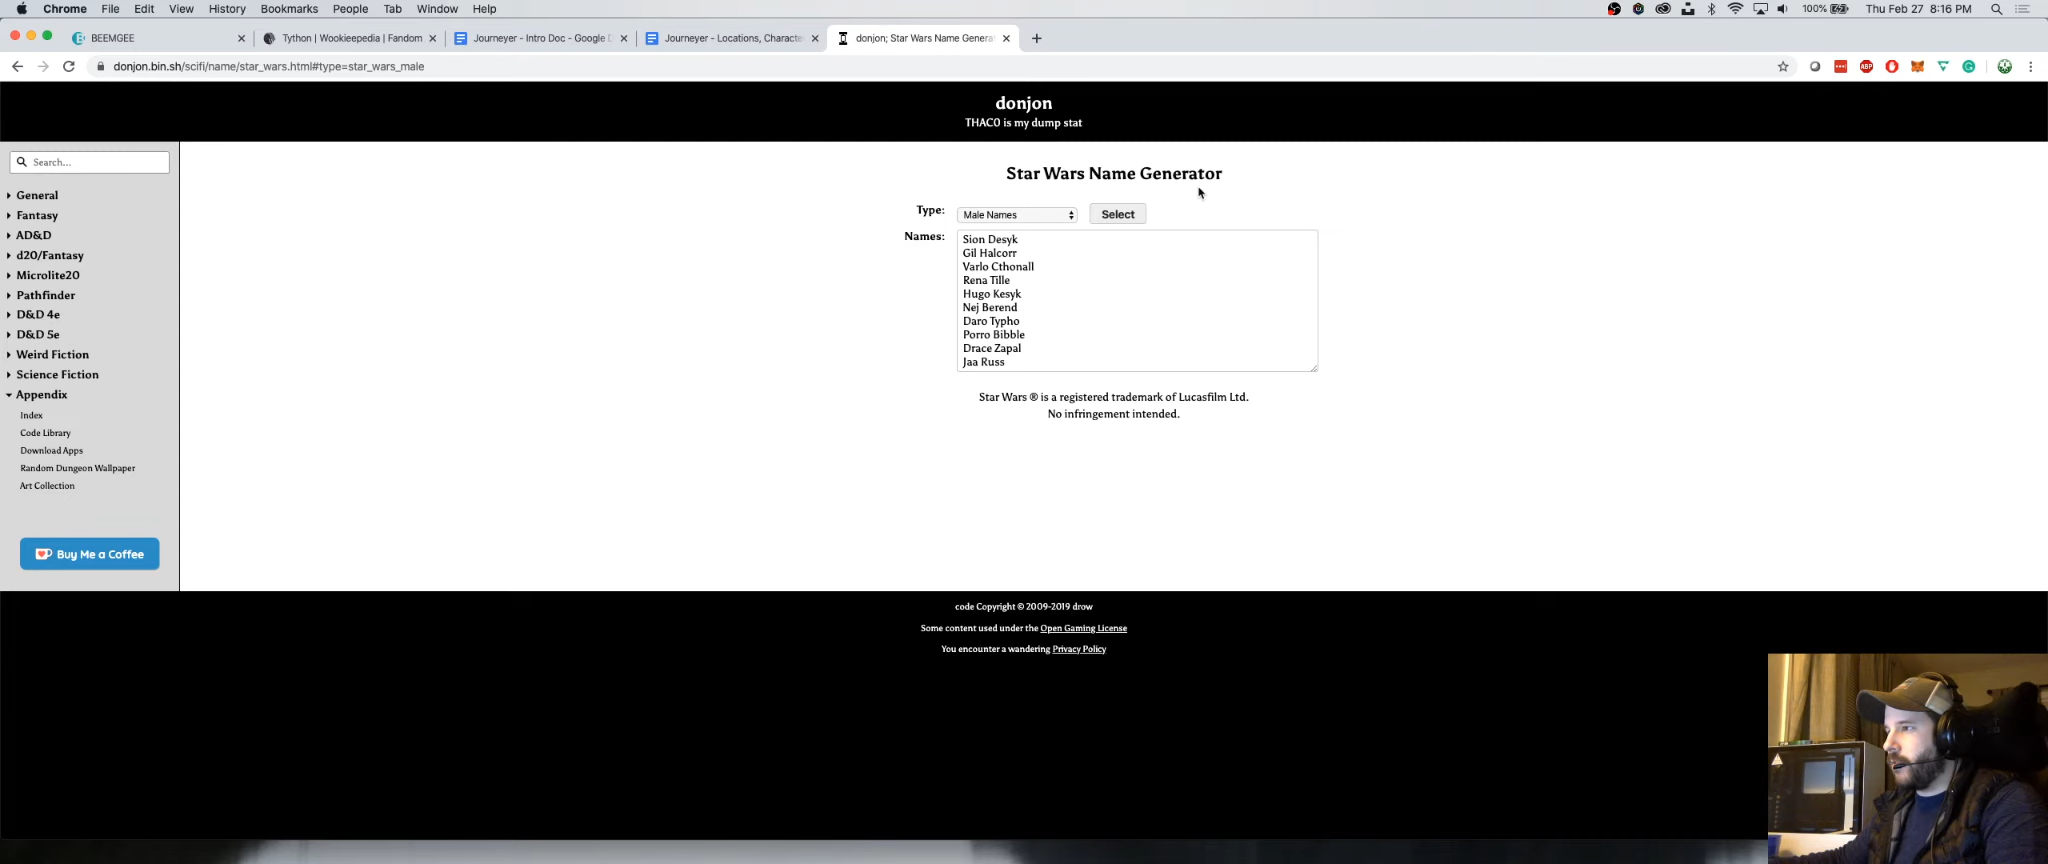 Chrome File Edit View History Bookmarks People Tab Window Help 100% Thu Feb 27 8:16 PM
BEEMGEE Tython | Wookieepedia | Fandom Journeyer - Intro Doc - Google D Journeyer - Locations, Characte donjon; Star Wars Name Genera
donjon.bin.sh/scifi/name/star_wars.html#type=star_wars_male ABP
donjon
THAC0 is my dump stat
Search...
General
Fantasy
AD&D
d20/Fantasy
Microlite20
Pathfinder
D&D 4e
D&D 5e
Weird Fiction
Science Fiction
Appendix
Index
Code Library
Download Apps
Random Dungeon Wallpaper
Art Collection
Buy Me a Coffee
Star Wars Name Generator
Type: Male Names Select
Names:
Sion Desyk
Gil Halcorr
Varlo Cthonall
Rena Tille
Hugo Kesyk
Nej Berend
Daro Typho
Porro Bibble
Drace Zapal
Jaa Russ
Star Wars ® is a registered trademark of Lucasfilm Ltd.
No infringement intended.
code Copyright © 2009-2019 drow
Some content used under the Open Gaming License
You encounter a wandering Privacy Policy